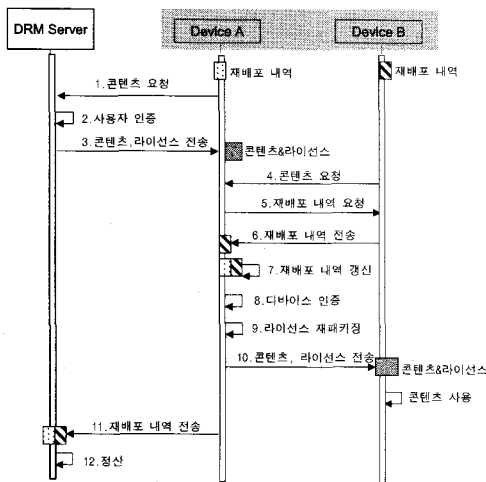 DRM Server
Device A
Device B
재배포 내역
재배포 내역
1.콘텐츠 요청
2.사용자 인증
3.콘텐츠,라이선스 전송
콘텐츠&라이선스
4.콘텐츠 요청
5.재배포 내역 요청
6.재배포 내역 전송
7.재배포 내역 갱신
8.디바이스 인증
9.라이선스 재패키징
10.콘텐츠, 라이선스 전송
콘텐츠&라이선스
콘텐츠 사용
11.재배포 내역 전송
12.정산